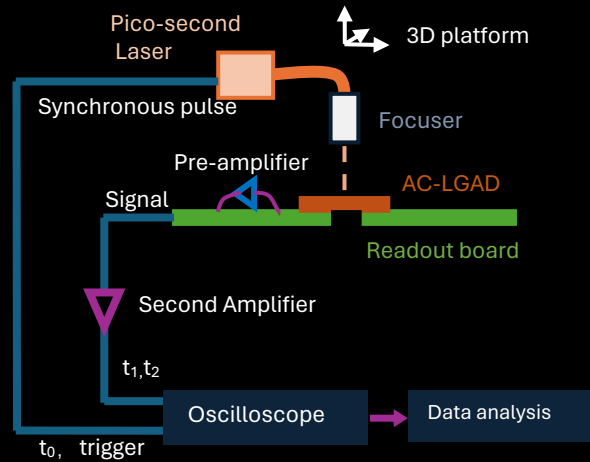 Pico-second
Laser
3D platform
Synchronous pulse
Focuser
Pre-amplifier
AC-LGAD
Signal
Readout board
Second Amplifier
t₁,t₂
Oscilloscope
Data analysis
t₀, trigger